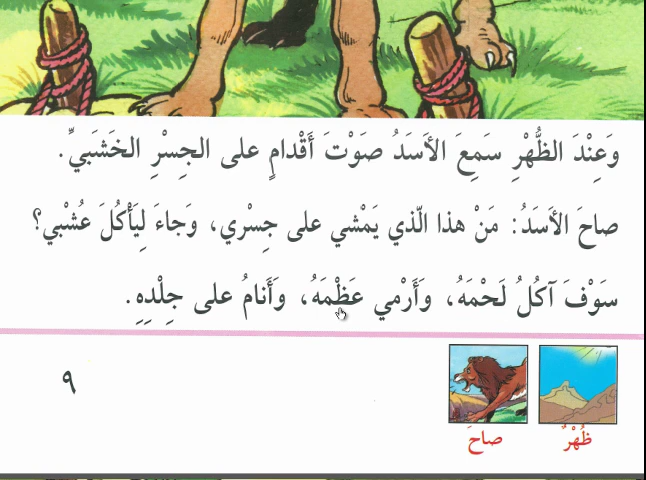 وَعِنْدَ الظُّهْرِ سَمِعَ الأَسَدُ صَوْتَ أَقْدامٍ على الجِسْرِ الخَشَبيِّ.
صاحَ الأَسَدُ: مَنْ هذا الّذي يَمْشي على جِسْري، وَجاءَ لِيَأْكُلَ عُشْبي؟
سَوْفَ آكُلُ لَحْمَهُ، وَأَرْمي عَظْمَهُ، وَأَنامُ على جِلْدِهِ.
ظُهْرٌ صاحَ
٩